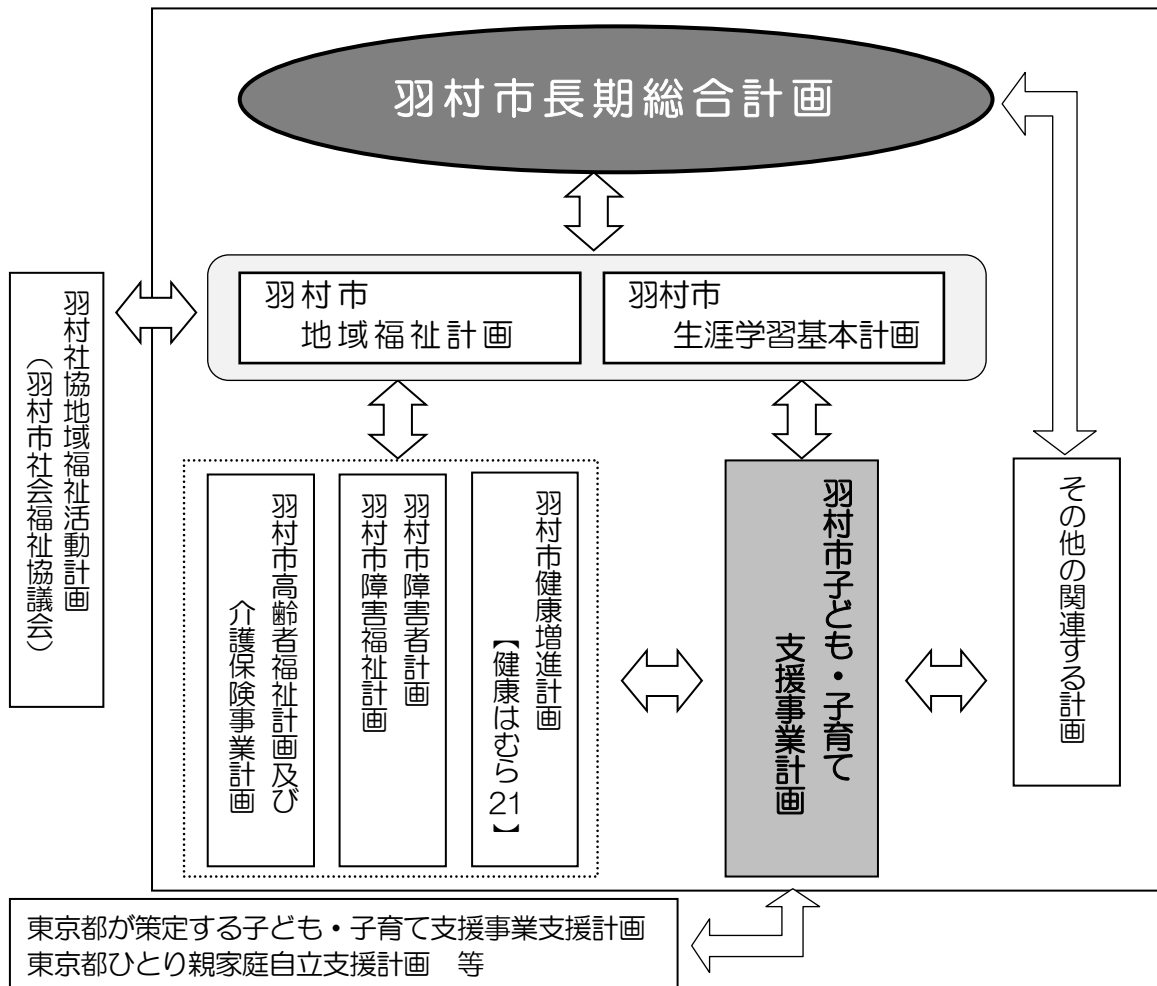 羽村市長期総合計画
羽村市
地域福祉計画
羽村市
生涯学習基本計画
羽村社協地域福祉活動計画
（羽村市社会福祉協議会）
羽村市高齢者福祉計画及び
介護保険事業計画
羽村市障害者計画
羽村市障害福祉計画
羽村市健康増進計画
【健康はむら21】
羽村市子ども・子育て
支援事業計画
その他の関連する計画
東京都が策定する子ども・子育て支援事業支援計画
東京都ひとり親家庭自立支援計画　等